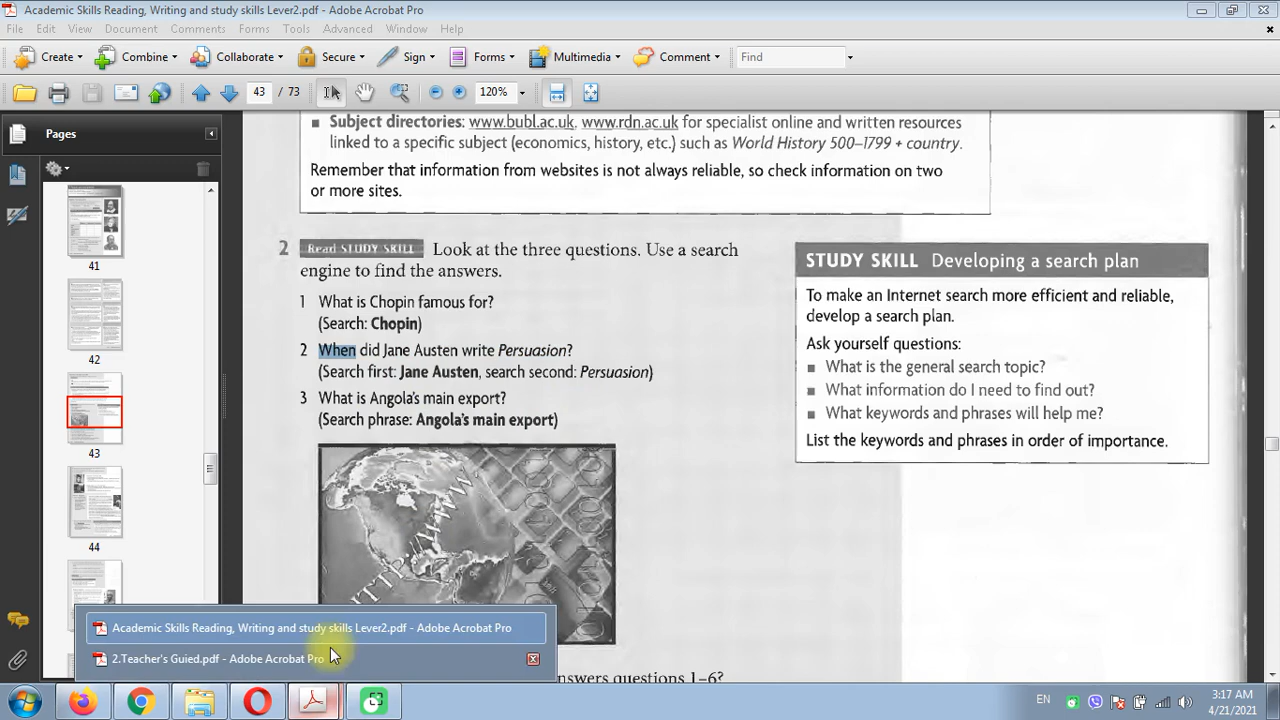 Academic Skills Reading, Writing and study skills Lever2.pdf - Adobe Acrobat Pro
File Edit View Document Comments Forms Tools Advanced Window Help
Create Combine Collaborate Secure Sign Forms Multimedia Comment Find
43 / 73 120%
Pages
41
42
43
44
Subject directories: www.bubl.ac.uk, www.rdn.ac.uk for specialist online and written resources
linked to a specific subject (economics, history, etc.) such as World History 500–1799 + country.
Remember that information from websites is not always reliable, so check information on two
or more sites.
2 Read STUDY SKILL Look at the three questions. Use a search
engine to find the answers.
1 What is Chopin famous for?
(Search: Chopin)
2 When did Jane Austen write Persuasion?
(Search first: Jane Austen, search second: Persuasion)
3 What is Angola's main export?
(Search phrase: Angola's main export)
STUDY SKILL Developing a search plan
To make an Internet search more efficient and reliable,
develop a search plan.
Ask yourself questions:
What is the general search topic?
What information do I need to find out?
What keywords and phrases will help me?
List the keywords and phrases in order of importance.
answers questions 1–6?
Academic Skills Reading, Writing and study skills Lever2.pdf - Adobe Acrobat Pro
2.Teacher's Guied.pdf - Adobe Acrobat Pro
EN 3:17 AM
4/21/2021